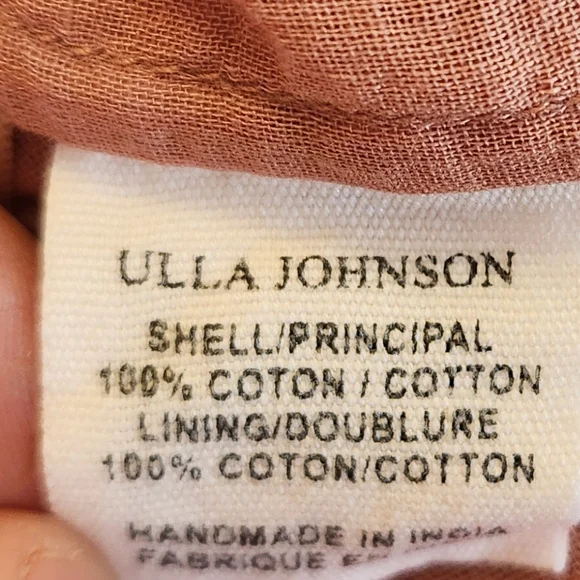 ULLA JOHNSON
SHELL/PRINCIPAL
100% COTON / COTTON
LINING/DOUBLURE
100% COTON/COTTON
HANDMADE IN INDIA
FABRIQUE